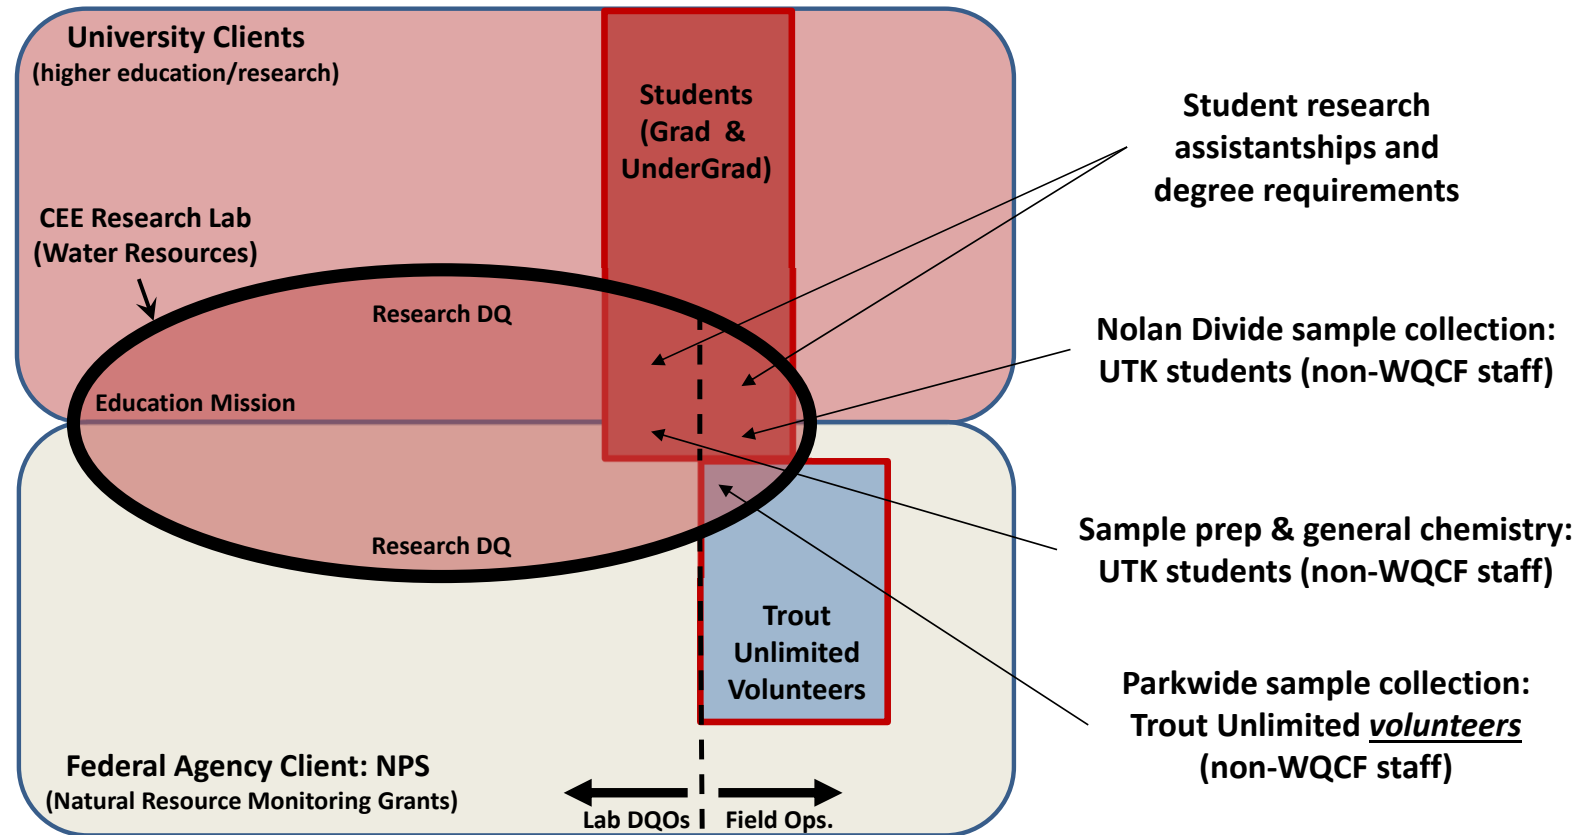 University Clients
(higher education/research)
Students
(Grad & 
UnderGrad)
Student research
assistantships and
degree requirements
CEE Research Lab
(Water Resources)
Research DQ
Nolan Divide sample collection:
UTK students (non-WQCF staff)
Education Mission
Research DQ
Sample prep & general chemistry:
UTK students (non-WQCF staff)
Trout
Unlimited
Volunteers
Parkwide sample collection:
Trout Unlimited volunteers
(non-WQCF staff)
Federal Agency Client: NPS
(Natural Resource Monitoring Grants)
Lab DQOs
Field Ops.